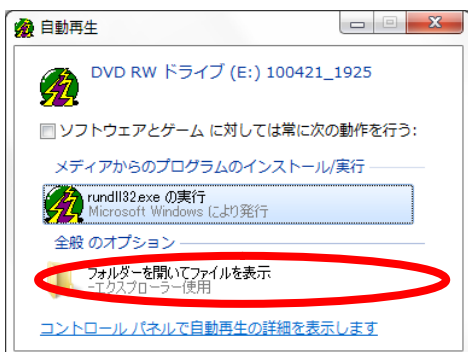 自動再生
DVD RW ドライブ (E:) 100421_1925
ソフトウェアとゲーム に対しては常に次の動作を行う:
メディアからのプログラムのインストール/実行
rundll32.exe の実行
Microsoft Windows により発行
全般 のオプション
フォルダーを開いてファイルを表示
-エクスプローラー使用
コントロール パネルで自動再生の詳細を表示します